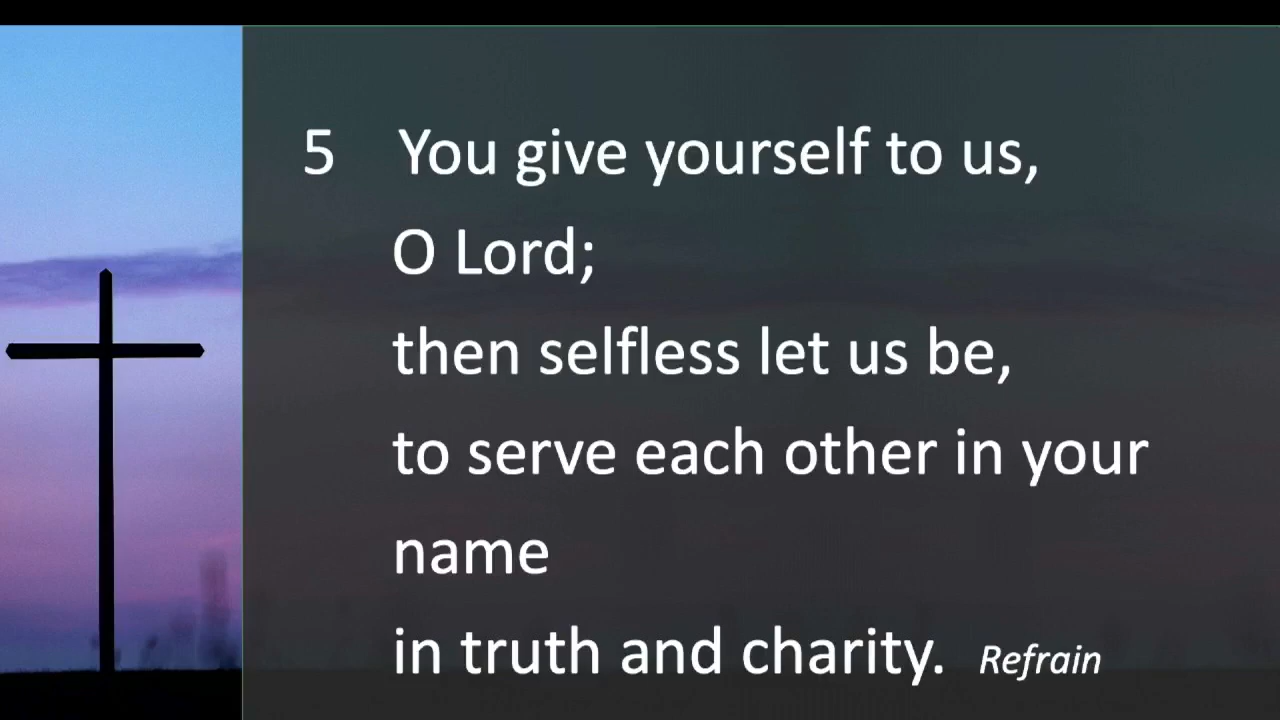 5 You give yourself to us,
O Lord;
then selfless let us be,
to serve each other in your
name
in truth and charity. Refrain